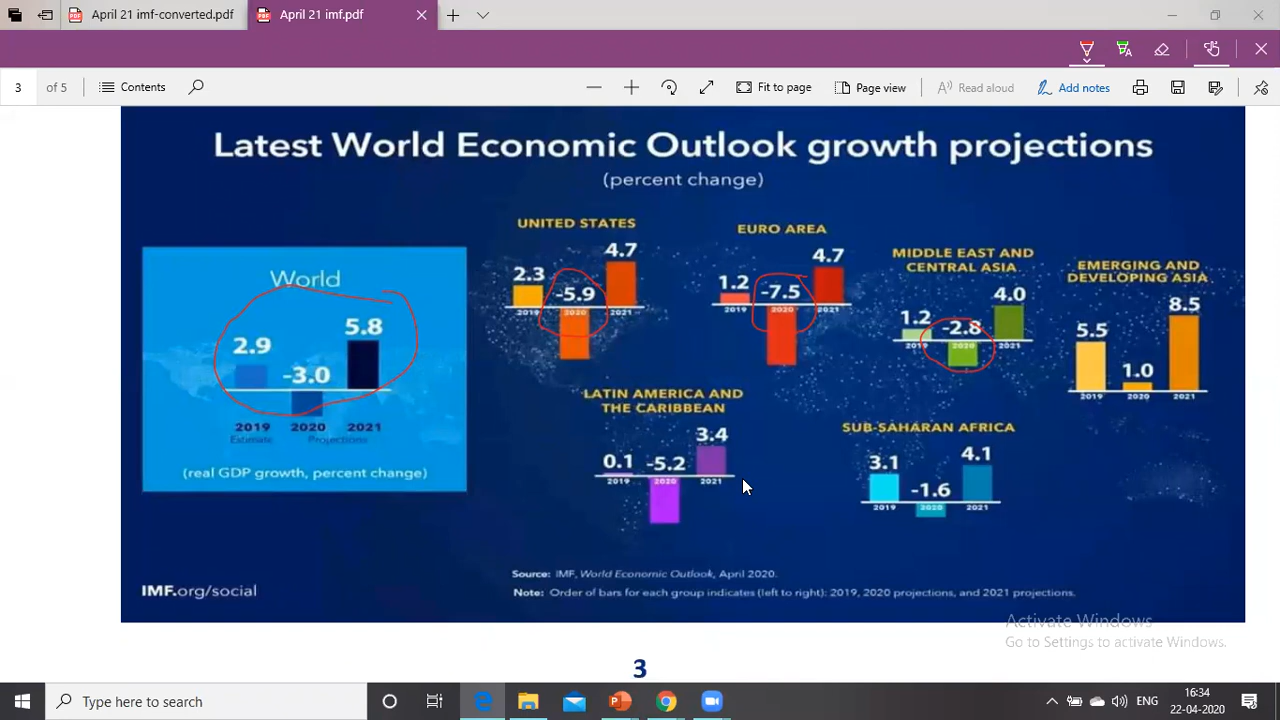 April 21 imf-converted.pdf
April 21 imf.pdf
3 of 5
Contents
Fit to page
Page view
Read aloud
Add notes
Latest World Economic Outlook growth projections
(percent change)
World
2.9
-3.0
5.8
2019 2020 2021
Estimate Projections
(real GDP growth, percent change)
UNITED STATES
2.3 -5.9 4.7
2019 2020 2021
EURO AREA
1.2 -7.5 4.7
2019 2020 2021
MIDDLE EAST AND
CENTRAL ASIA
1.2 -2.8 4.0
2019 2020 2021
EMERGING AND
DEVELOPING ASIA
5.5 1.0 8.5
2019 2020 2021
LATIN AMERICA AND
THE CARIBBEAN
0.1 -5.2 3.4
2019 2020 2021
SUB-SAHARAN AFRICA
3.1 -1.6 4.1
2019 2020 2021
Source: IMF, World Economic Outlook, April 2020.
Note: Order of bars for each group indicates (left to right): 2019, 2020 projections, and 2021 projections.
IMF.org/social
Activate Windows
Go to Settings to activate Windows.
3
Type here to search
ENG
16:34
22-04-2020